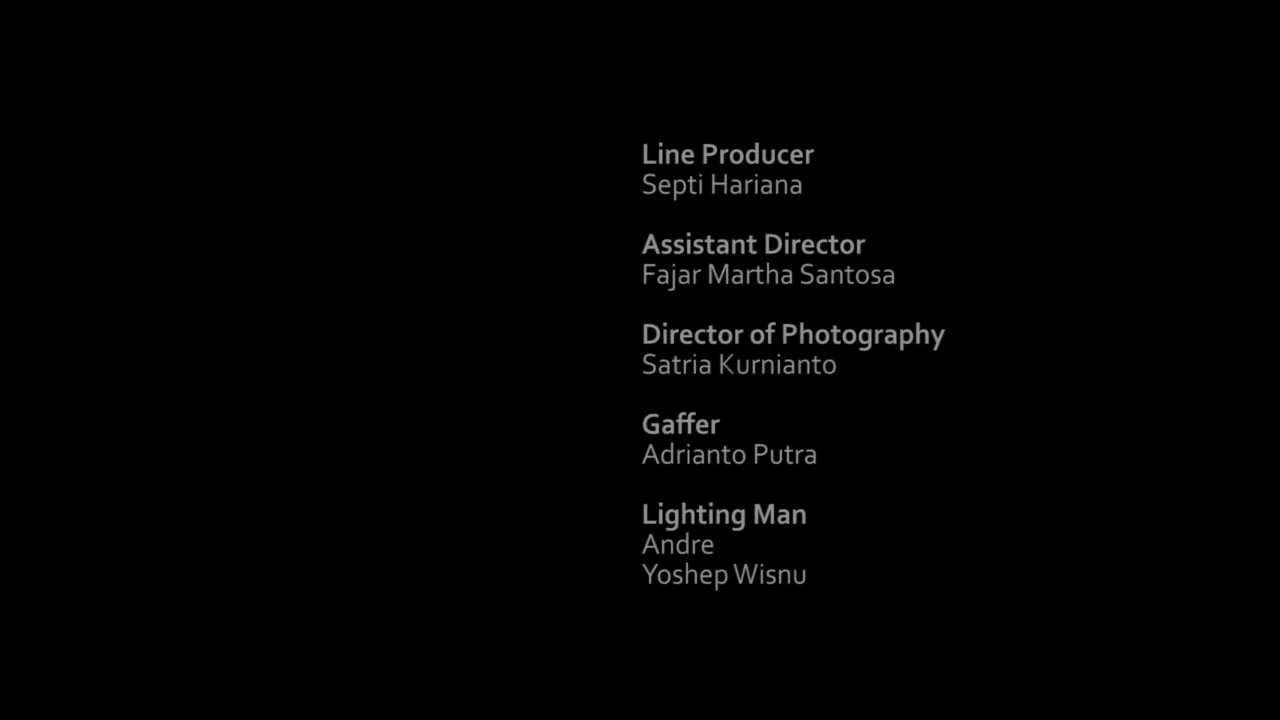 Line Producer
Septi Hariana
Assistant Director
Fajar Martha Santosa
Director of Photography
Satria Kurnianto
Gaffer
Adrianto Putra
Lighting Man
Andre
Yoshep Wisnu